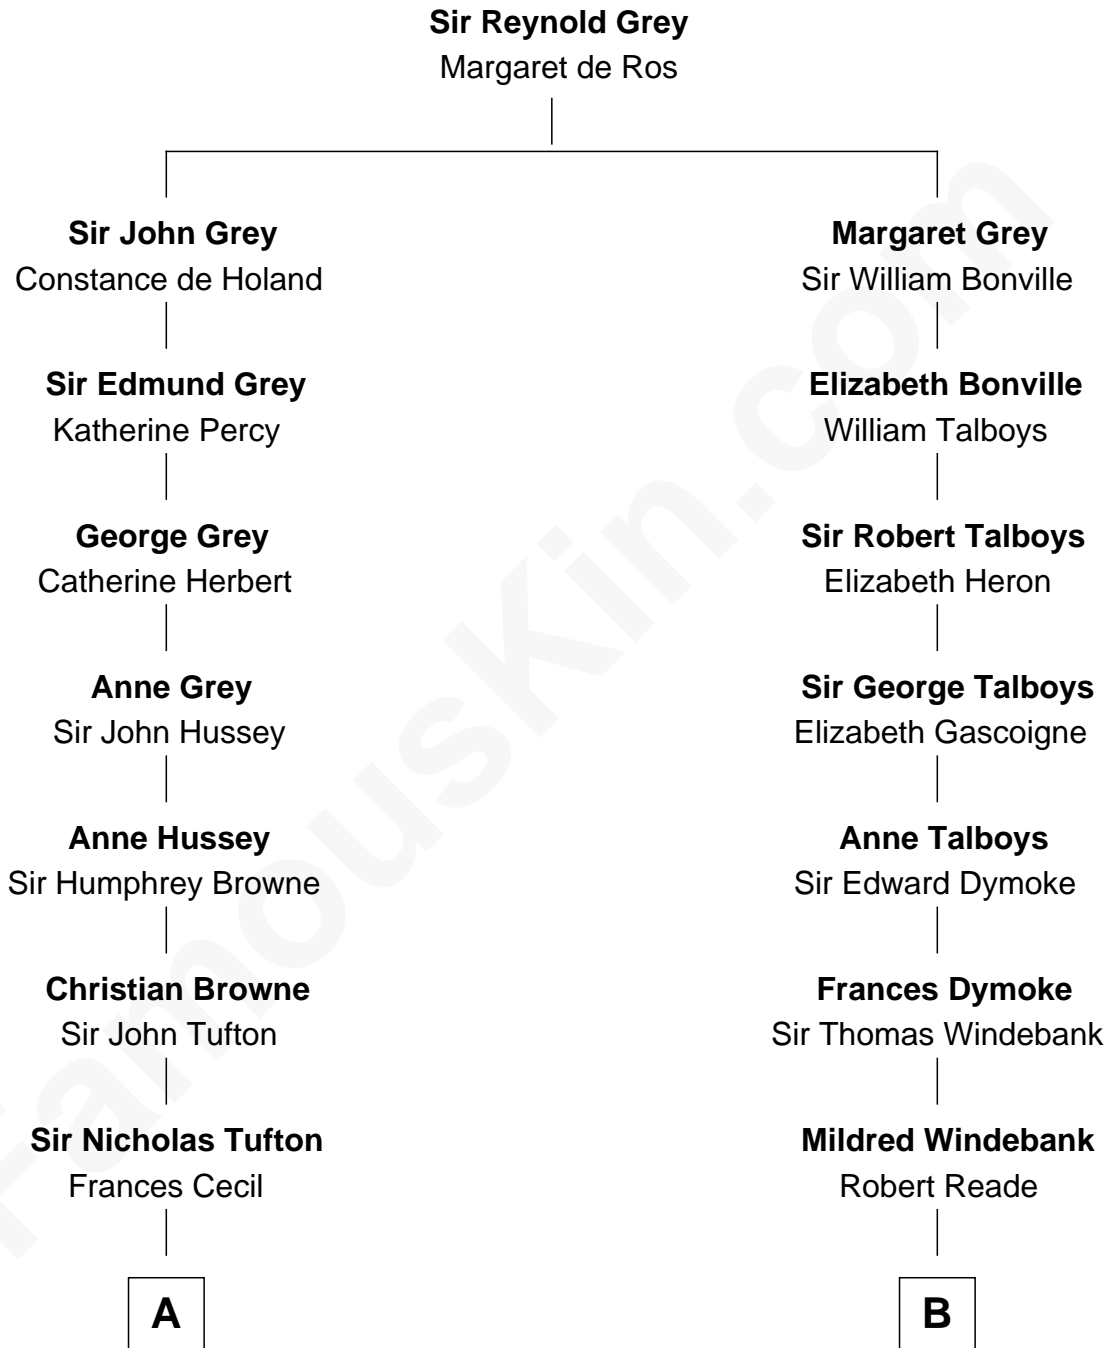 Sir Reynold Grey
Margaret de Ros
Sir John Grey
Constance de Holand
Margaret Grey
Sir William Bonville
Sir Edmund Grey
Katherine Percy
Elizabeth Bonville
William Talboys
George Grey
Catherine Herbert
Sir Robert Talboys
Elizabeth Heron
Anne Grey
Sir John Hussey
Sir George Talboys
Elizabeth Gascoigne
Anne Hussey
Sir Humphrey Browne
Anne Talboys
Sir Edward Dymoke
Christian Browne
Sir John Tufton
Frances Dymoke
Sir Thomas Windebank
Sir Nicholas Tufton
Frances Cecil
Mildred Windebank
Robert Reade
A
B
FamousKin.com